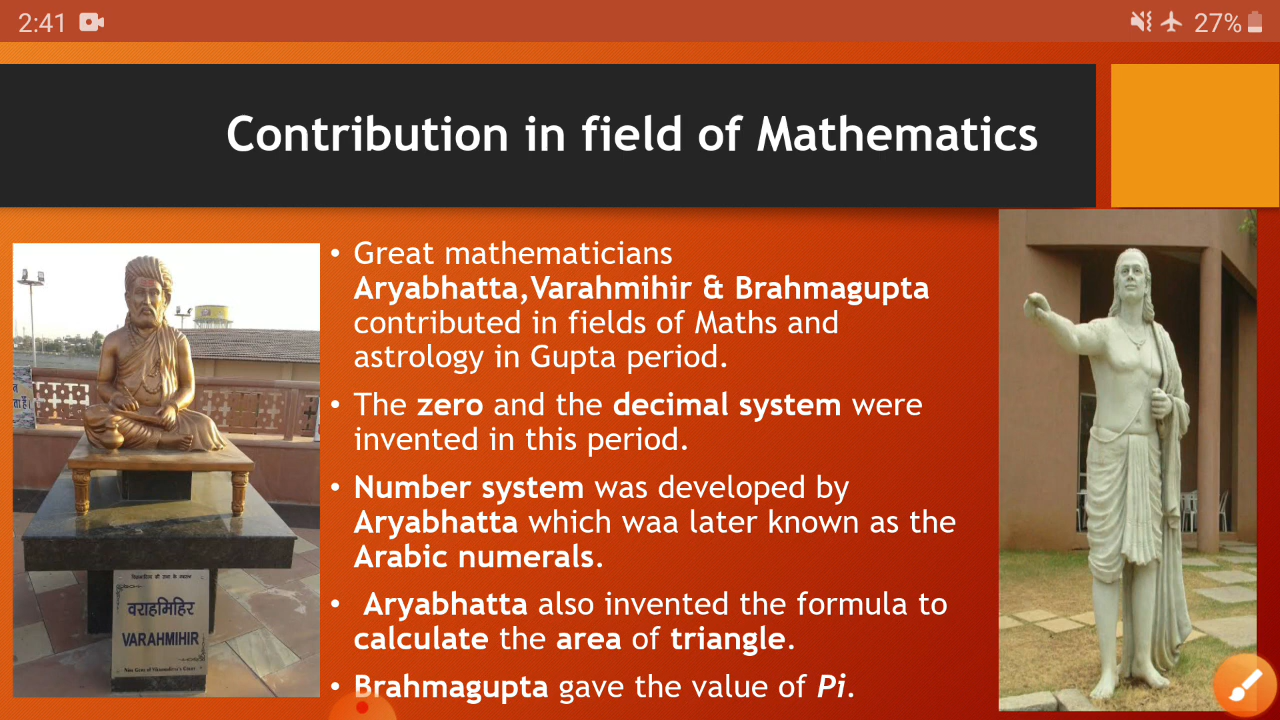 2:41
27%
Contribution in field of Mathematics
• Great mathematicians
Aryabhatta,Varahmihir & Brahmagupta
contributed in fields of Maths and
astrology in Gupta period.
• The zero and the decimal system were
invented in this period.
• Number system was developed by
Aryabhatta which waa later known as the
Arabic numerals.
• Aryabhatta also invented the formula to
calculate the area of triangle.
• Brahmagupta gave the value of Pi.
वराहमिहिर
VARAHMIHIR